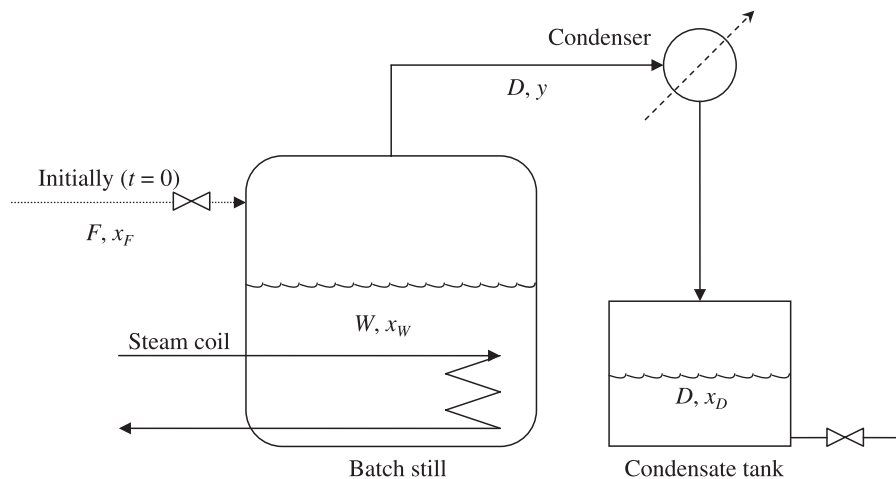 Condenser
D, y
Initially (t = 0)
F, x_F
W, x_W
Steam coil
D, x_D
Batch still
Condensate tank